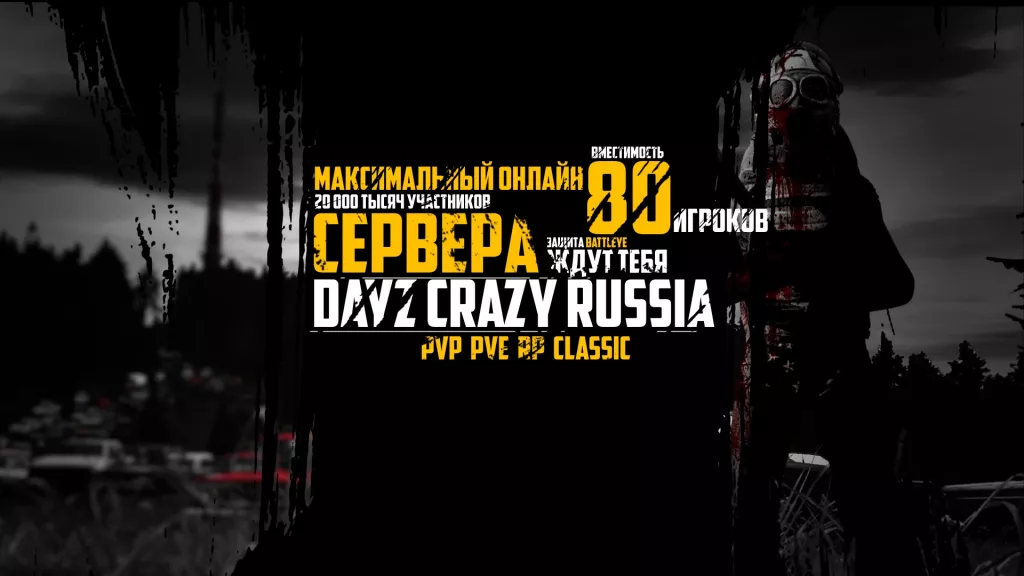 ВМЕСТИМОСТЬ
МАКСИМАЛЬНЫЙ ОНЛАЙН 80 ИГРОКОВ
20 000 ТЫСЯЧ УЧАСТНИКОВ
СЕРВЕРА
ЗАЩИТА BATTLEYE
ЖДУТ ТЕБЯ
DAYZ CRAZY RUSSIA
PVP PVE RP CLASSIC